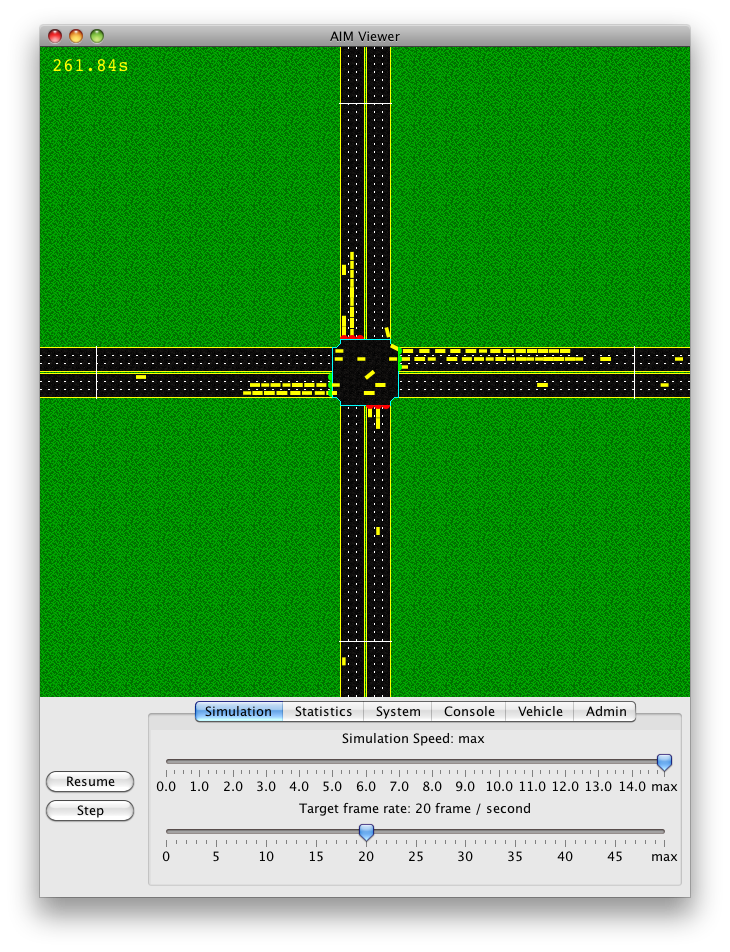 AIM Viewer
261.84s
Simulation Statistics System Console Vehicle Admin
Simulation Speed: max
Resume
0.0 1.0 2.0 3.0 4.0 5.0 6.0 7.0 8.0 9.0 10.0 11.0 12.0 13.0 14.0 max
Step
Target frame rate: 20 frame / second
0 5 10 15 20 25 30 35 40 45 max